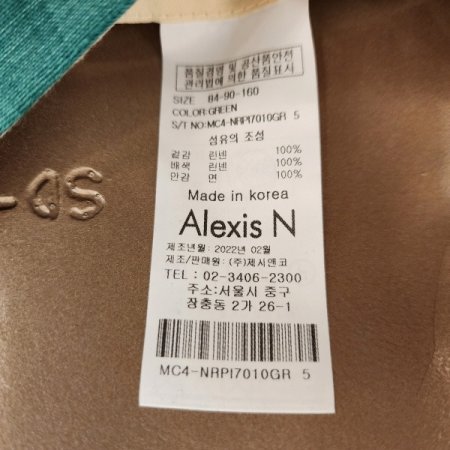 품질경영 및 공산품안전
관리법에 의한 품질표시
SIZE 84-90-160
COLOR:GREEN
S/T NO:MC4-NRPI7010GR 5
섬유의 조성
겉감 린넨 100%
배색 린넨 100%
안감 면 100%
Made in korea
Alexis N
제조년월: 2022년 02월
제조/판매원 : (주)제시앤코
TEL : 02-3406-2300
주소:서울시 중구
장충동 2가 26-1
MC4-NRPI7010GR 5
SD-